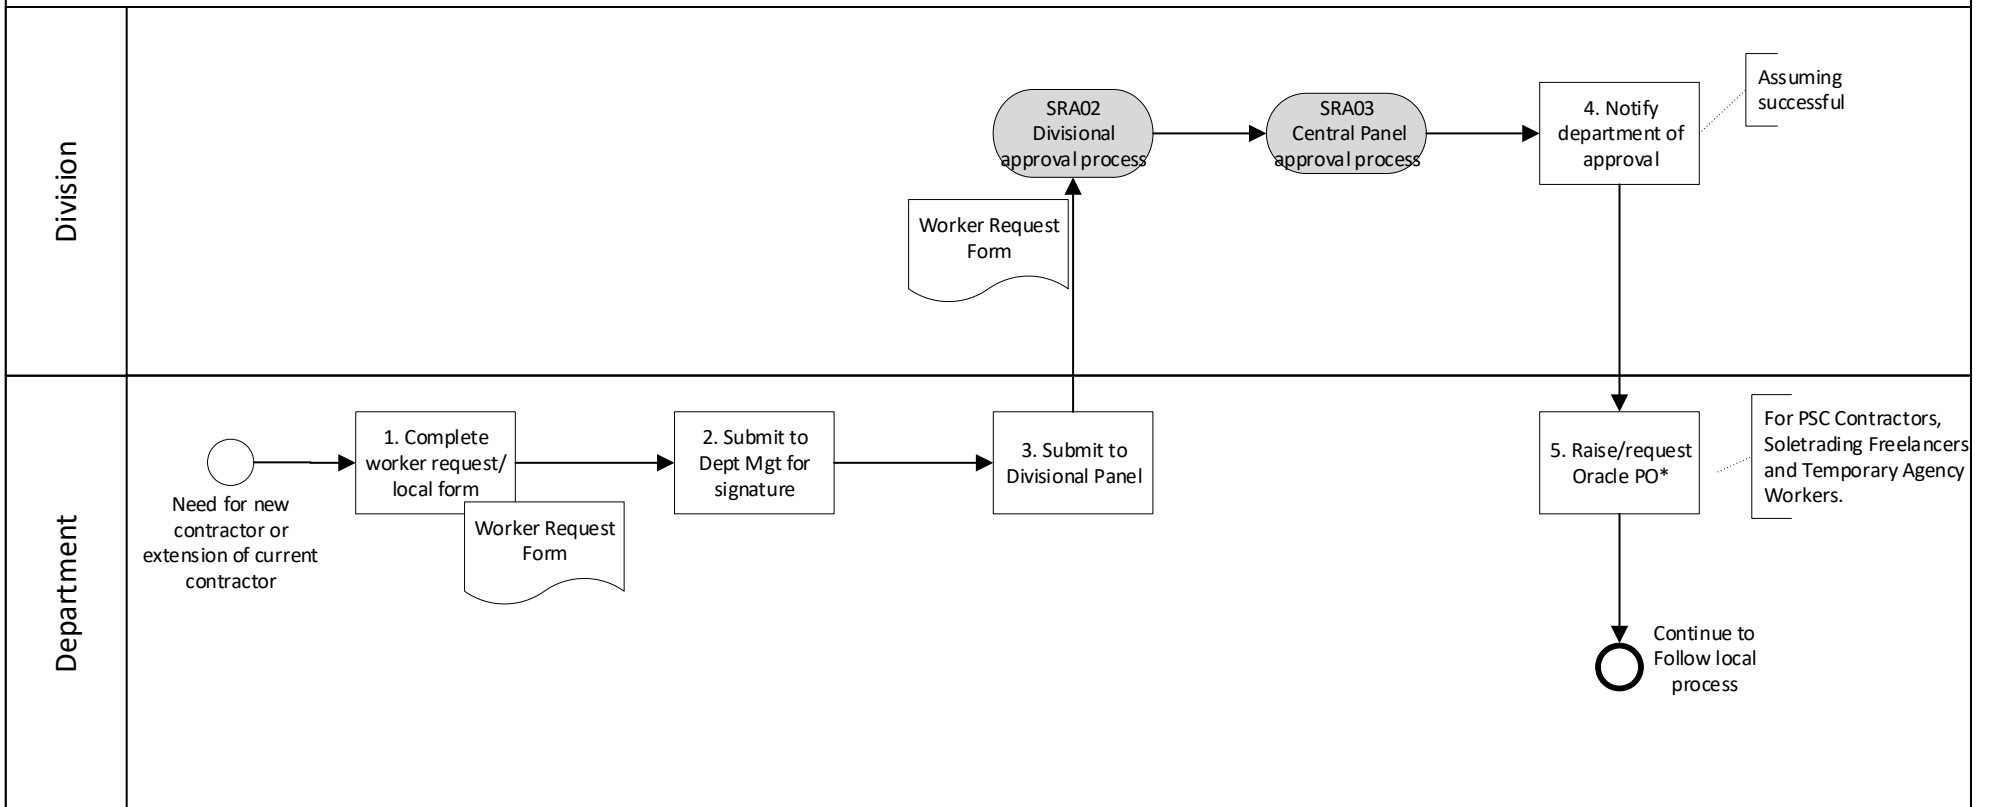 Division
SRA02
Divisional
approval process
SRA03
Central Panel
approval process
4. Notify
department of
approval
Assuming
successful
Worker Request
Form
Department
Need for new
contractor or
extension of current
contractor
1. Complete
worker request/
local form
Worker Request
Form
2. Submit to
Dept Mgt for
signature
3. Submit to
Divisional Panel
5. Raise/request
Oracle PO*
For PSC Contractors,
Soletrading Freelancers
and Temporary Agency
Workers.
Continue to
Follow local
process